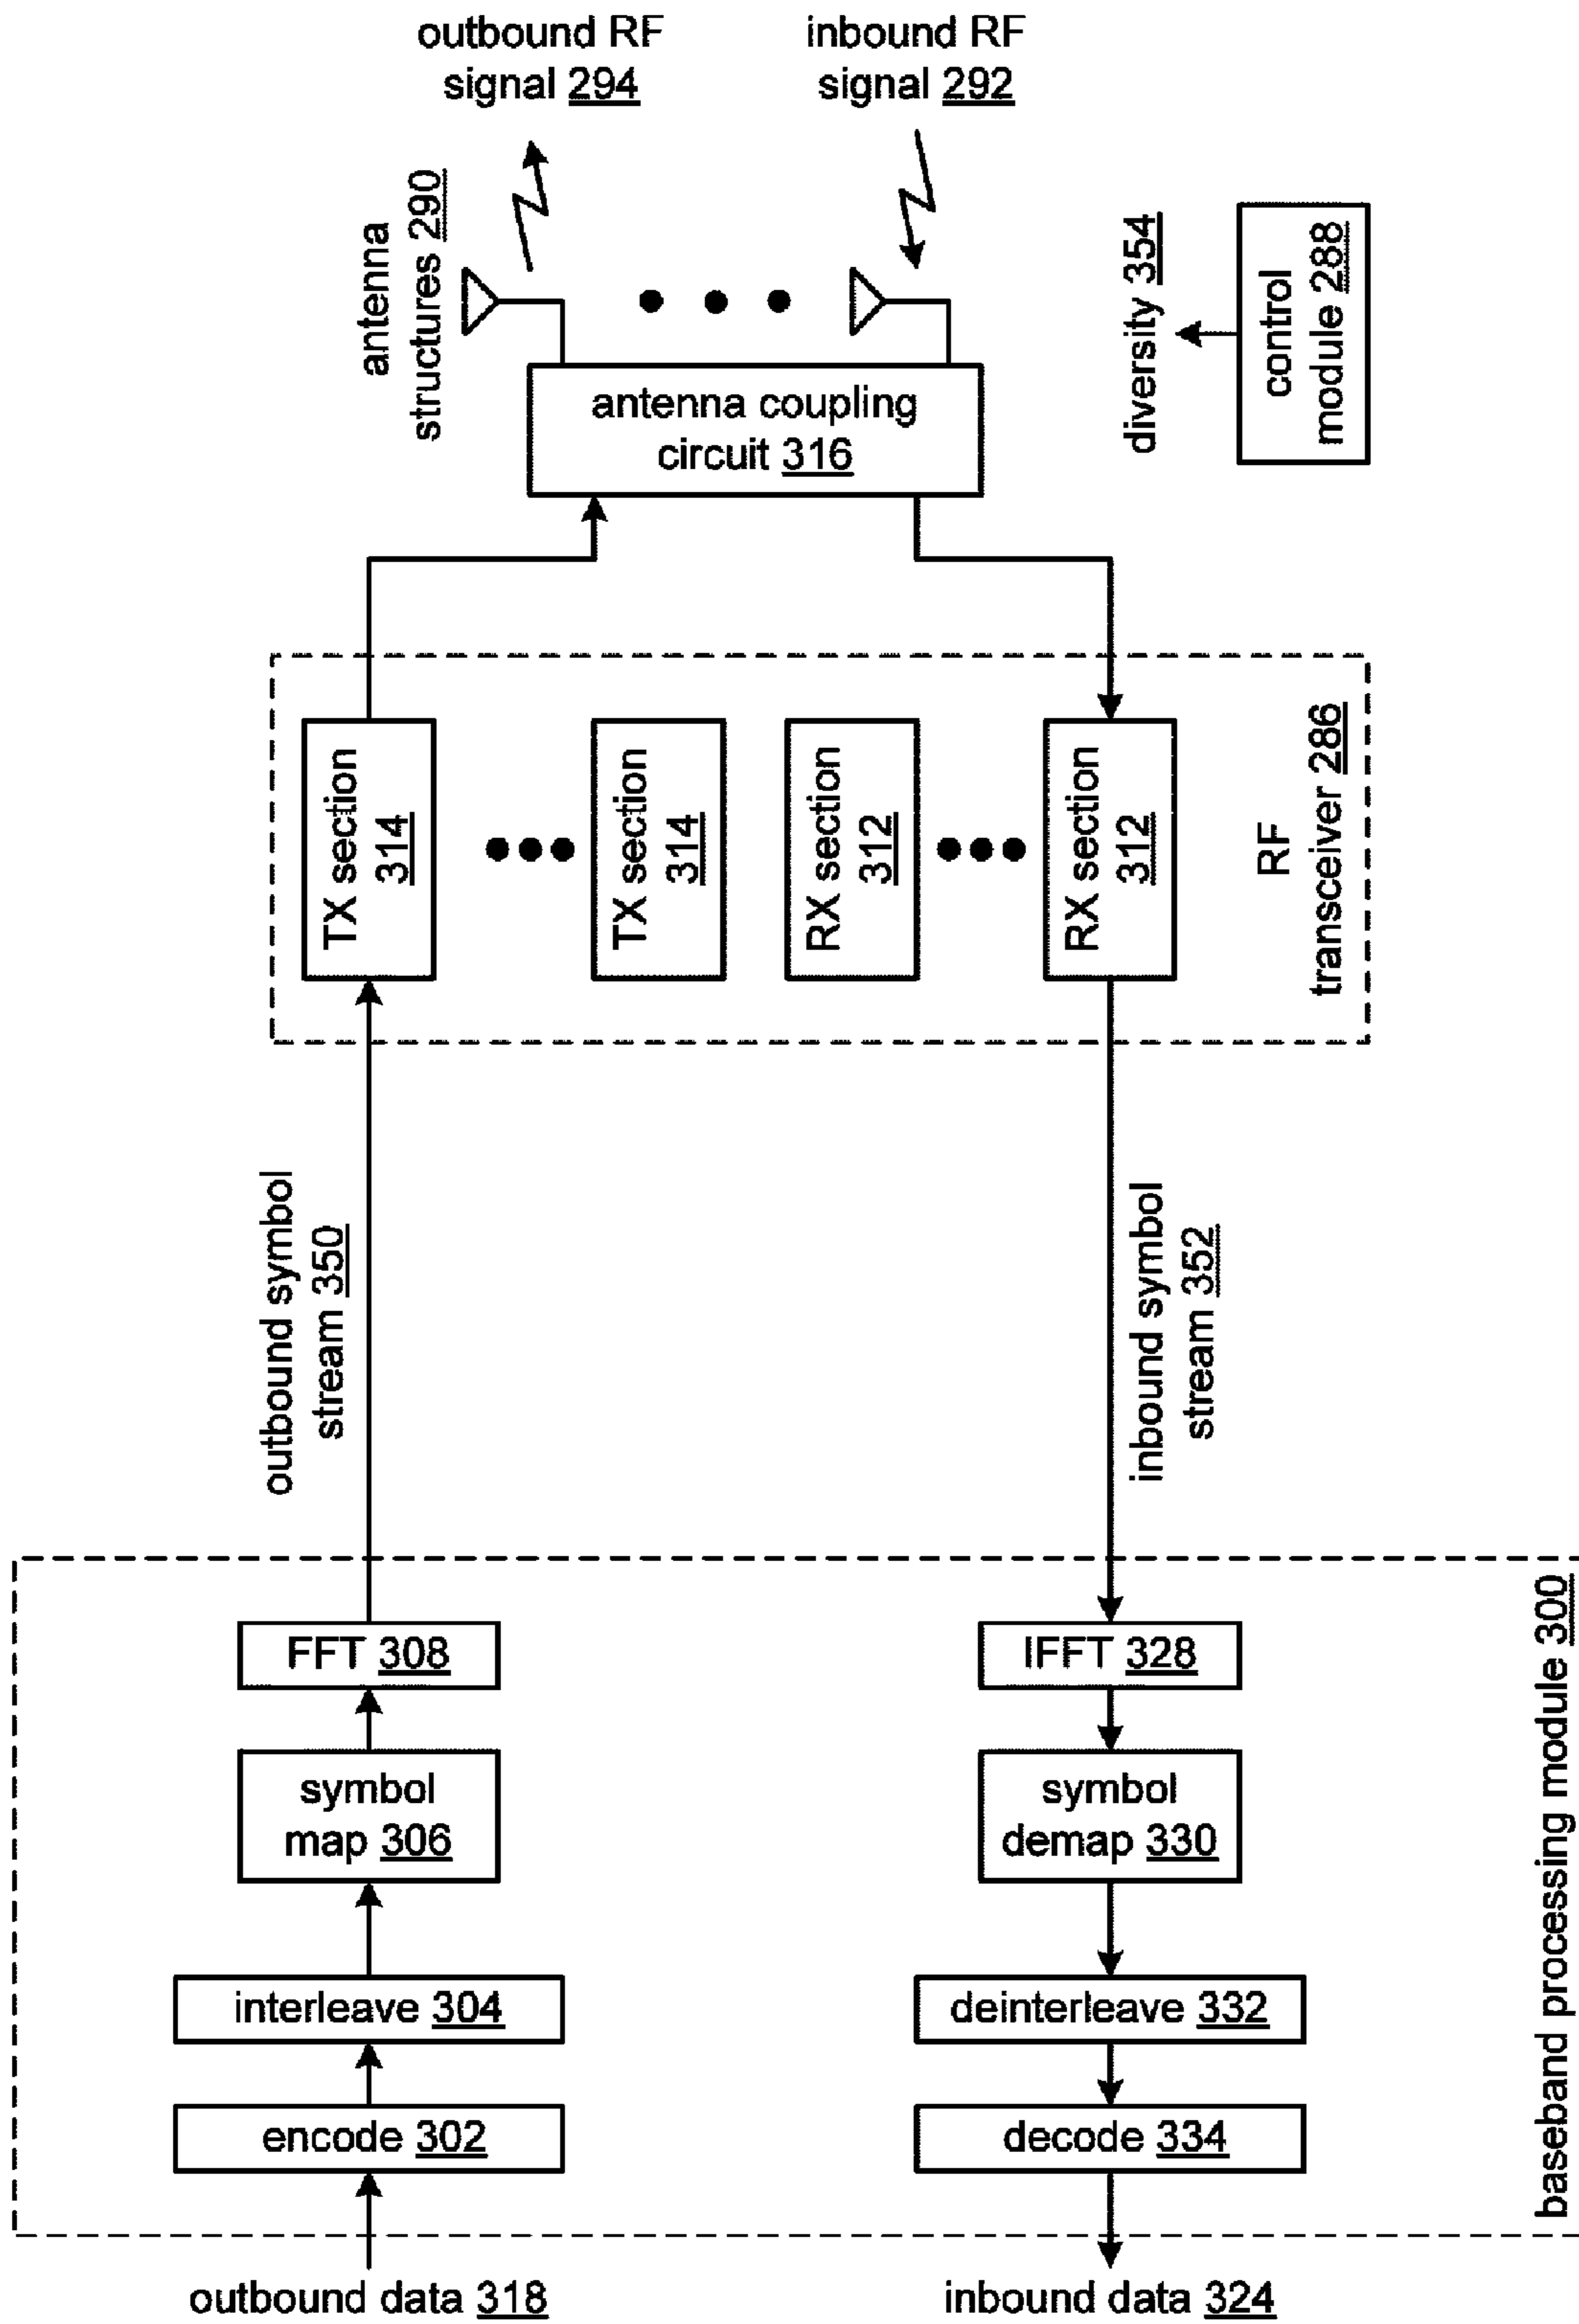 outbound RF
signal 294
inbound RF
signal 292
antenna
structures 290
antenna coupling
circuit 316
diversity 354
control
module 288
TX section
314
TX section
314
RX section
312
RX section
312
RF
transceiver 286
outbound symbol
stream 350
inbound symbol
stream 352
FFT 308
IFFT 328
symbol
map 306
symbol
demap 330
interleave 304
deinterleave 332
encode 302
decode 334
baseband processing module 300
outbound data 318
inbound data 324